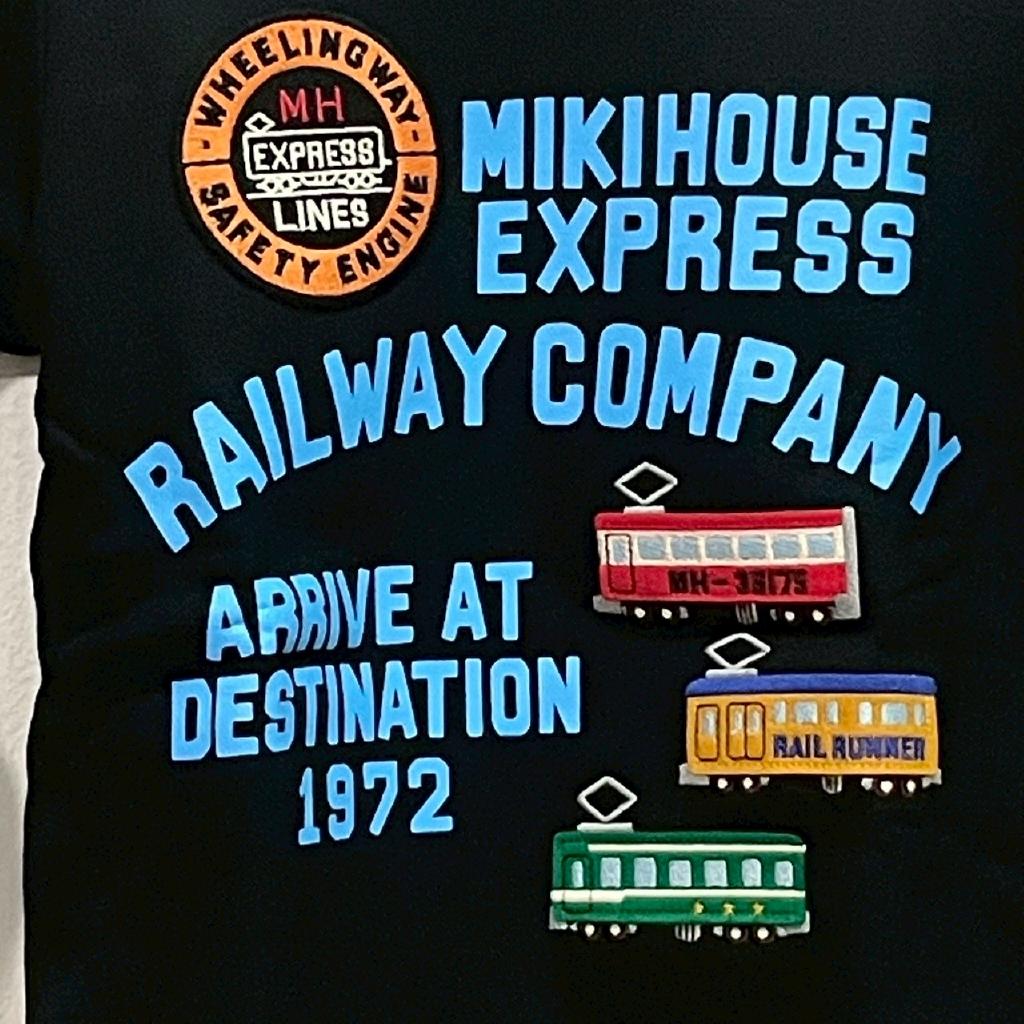 WHEELINGWAY
MH
EXPRESS
LINES
SAFETY ENGINE
MIKIHOUSE
EXPRESS
RAILWAY COMPANY
ARRIVE AT
DESTINATION
1972
RAIL RUNNER